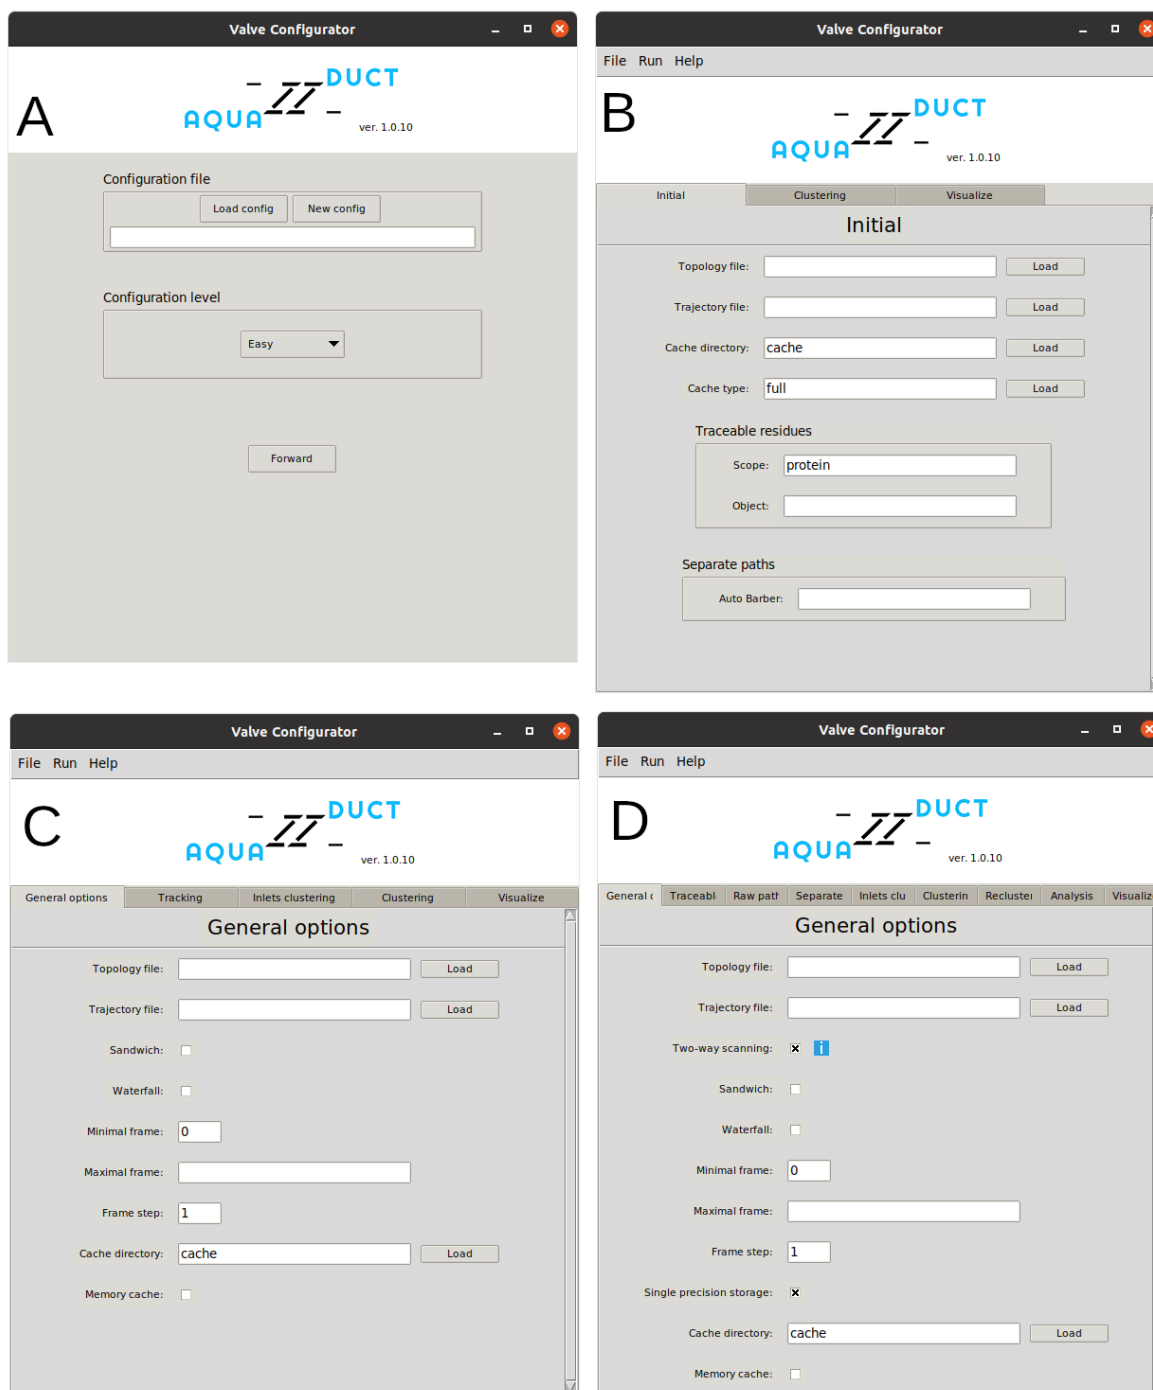 Valve Configurator
A
AQUA DUCT
ver. 1.0.10
Configuration file
Load config New config
Configuration level
Easy
Forward
Valve Configurator
File Run Help
B
AQUA DUCT
ver. 1.0.10
Initial Clustering Visualize
Initial
Topology file: Load
Trajectory file: Load
Cache directory: cache Load
Cache type: full Load
Traceable residues
Scope: protein
Object:
Separate paths
Auto Barber:
Valve Configurator
File Run Help
C
AQUA DUCT
ver. 1.0.10
General options Tracking Inlets clustering Clustering Visualize
General options
Topology file: Load
Trajectory file: Load
Sandwich:
Waterfall:
Minimal frame: 0
Maximal frame:
Frame step: 1
Cache directory: cache Load
Memory cache:
Valve Configurator
File Run Help
D
AQUA DUCT
ver. 1.0.10
General c Traceabl Raw path Separate Inlets clu Clusterin Recluster Analysis Visualiz
General options
Topology file: Load
Trajectory file: Load
Two-way scanning: i
Sandwich:
Waterfall:
Minimal frame: 0
Maximal frame:
Frame step: 1
Single precision storage:
Cache directory: cache Load
Memory cache: